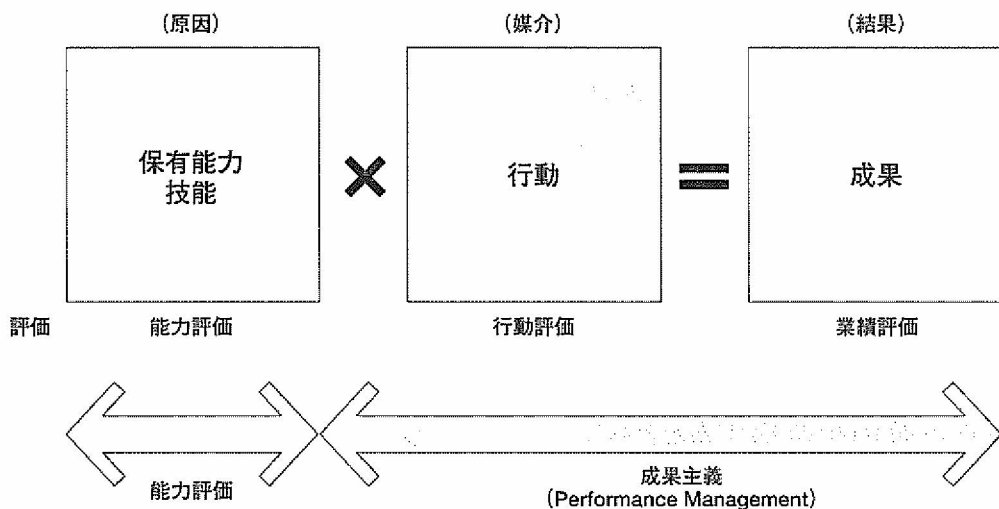 (原因) (媒介) (結果)
保有能力
技能
× 行動 = 成果
評価 能力評価 行動評価 業績評価
能力評価
成果主義
(Performance Management)